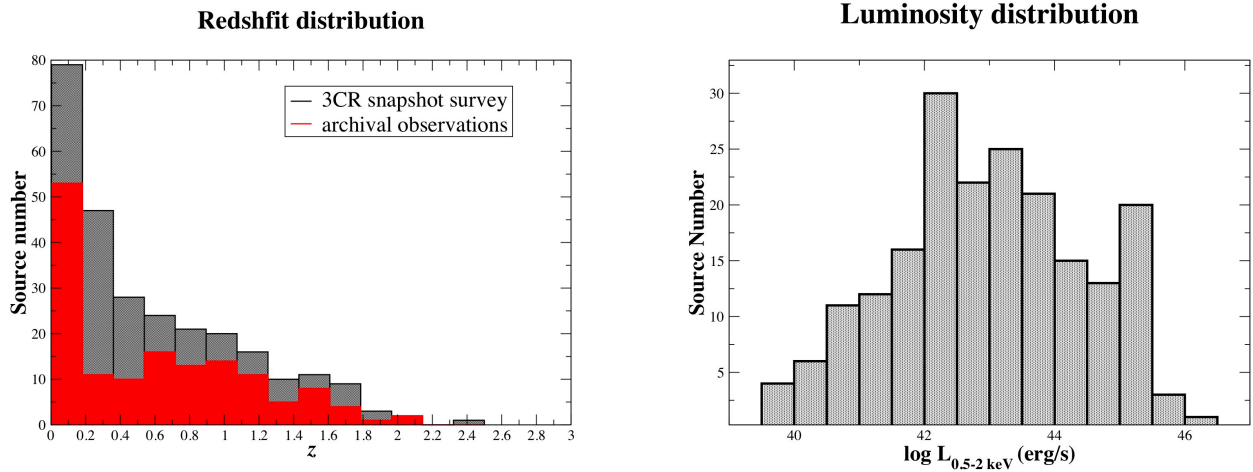 Redshfit distribution
80
70
60
50
40
30
20
10
0
Source number
3CR snapshot survey
archival observations
0 0.2 0.4 0.6 0.8 1 1.2 1.4 1.6 1.8 2 2.2 2.4 2.6 2.8 3
z
Luminosity distribution
30
25
20
15
10
5
Source Number
40 42 44 46
log L0.5-2 keV (erg/s)